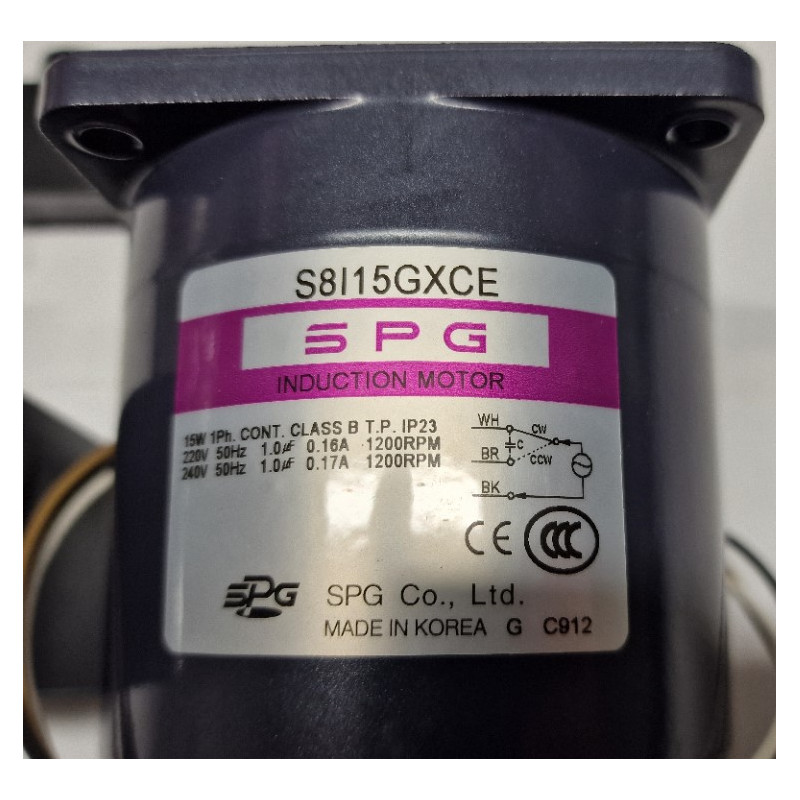 S8I15GXCE
SPG
INDUCTION MOTOR
15W 1Ph. CONT. CLASS B T.P. IP23
220V 50Hz 1.0㎌ 0.16A 1200RPM
240V 50Hz 1.0㎌ 0.17A 1200RPM
WH
CW
C
BR
CCW
BK
CE CCC
SPG SPG Co., Ltd.
MADE IN KOREA G C912